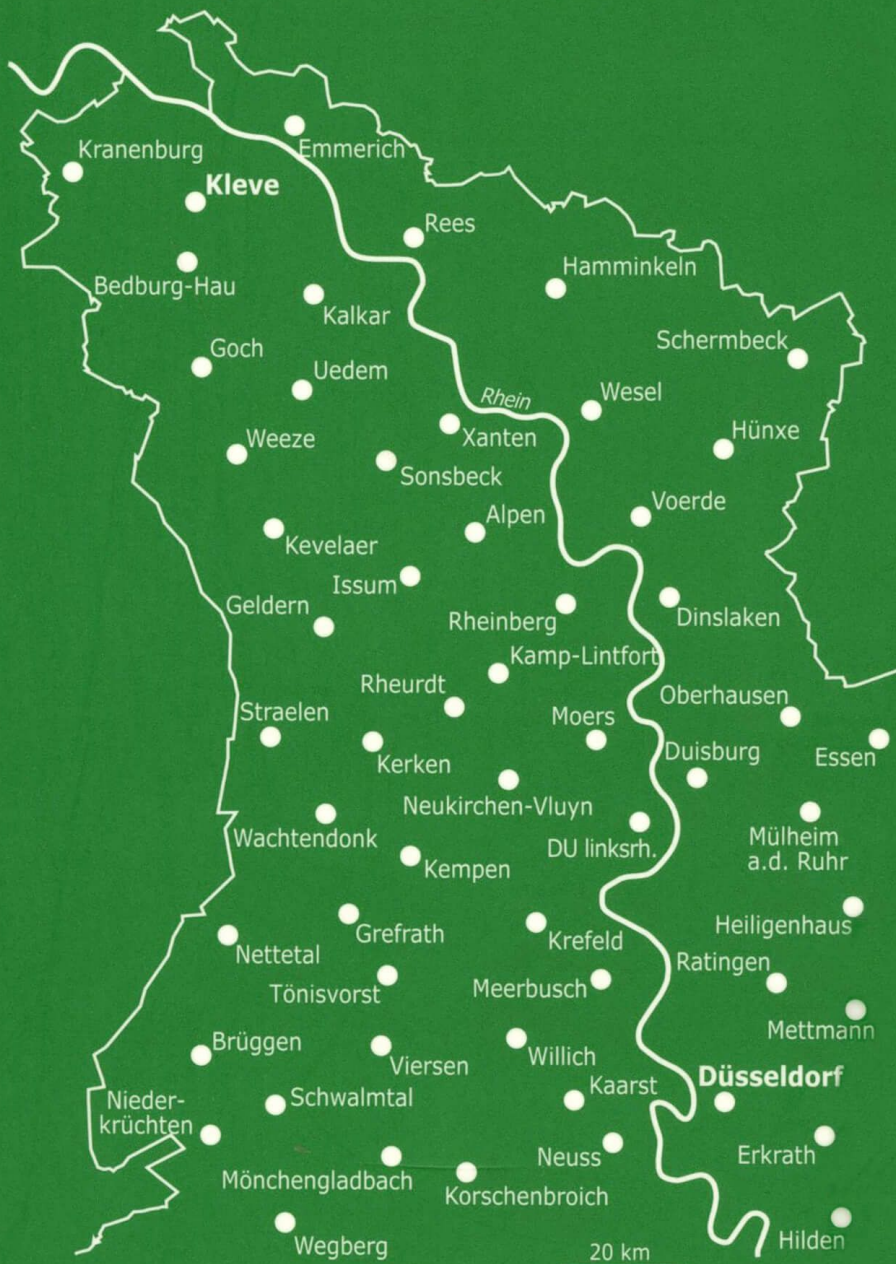 Emmerich
Kranenburg
Kleve
Rees
Hamminkeln
Bedburg-Hau
Kalkar
Schermbeck
Goch
Uedem
Rhein
Wesel
Xanten
Hünxe
Weeze
Sonsbeck
Voerde
Alpen
Kevelaer
Issum
Geldern
Rheinberg
Dinslaken
Kamp-Lintfort
Rheurdt
Oberhausen
Straelen
Moers
Duisburg
Essen
Kerken
Neukirchen-Vluyn
Wachtendonk
DU linksrh.
Mülheim
a.d. Ruhr
Kempen
Heiligenhaus
Grefrath
Krefeld
Nettetal
Ratingen
Tönisvorst
Meerbusch
Mettmann
Brüggen
Viersen
Willich
Düsseldorf
Kaarst
Schwalmtal
Nieder-
krüchten
Neuss
Erkrath
Mönchengladbach
Korschenbroich
Hilden
Wegberg
20 km